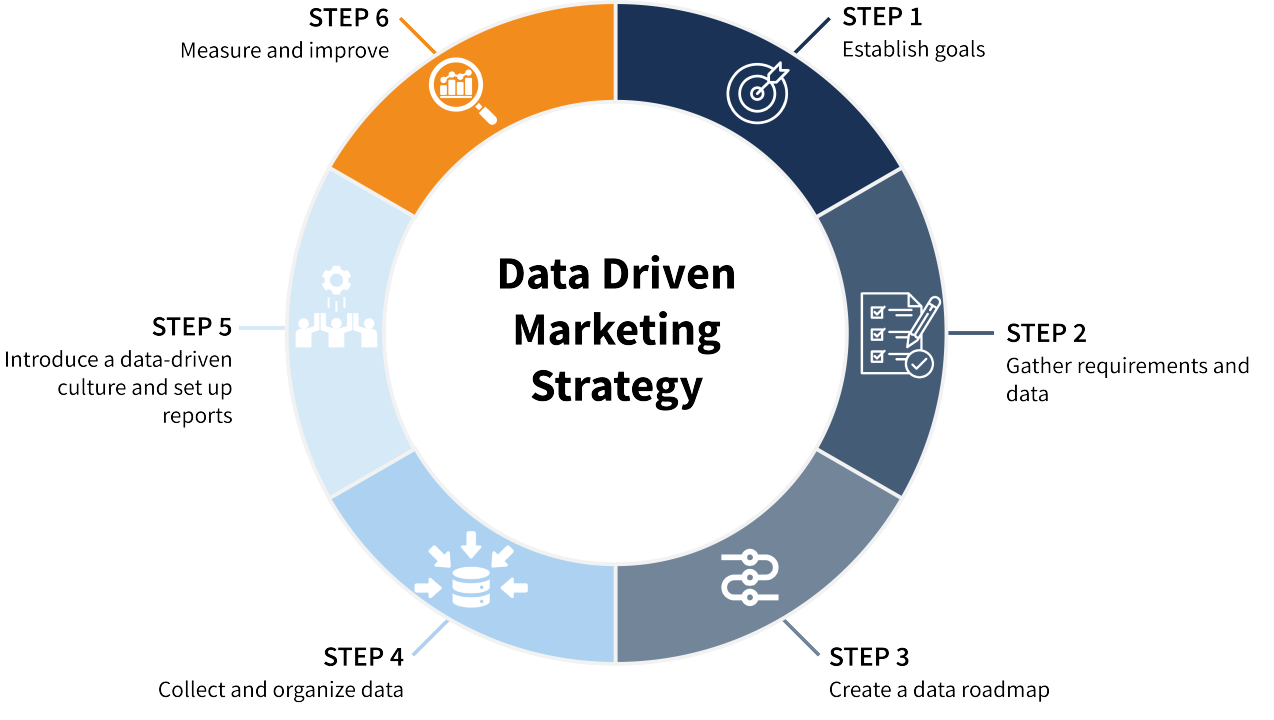 Data Driven
Marketing
Strategy
STEP 1
Establish goals
STEP 2
Gather requirements and
data
STEP 3
Create a data roadmap
STEP 4
Collect and organize data
STEP 5
Introduce a data-driven
culture and set up
reports
STEP 6
Measure and improve